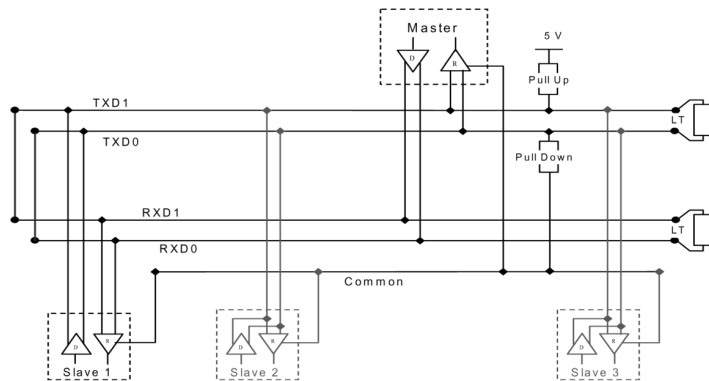 Master
5 V
D
R
Pull Up
TXD1
LT
TXD0
Pull Down
RXD1
LT
RXD0
Common
D
R
D
R
D
R
Slave 1
Slave 2
Slave 3